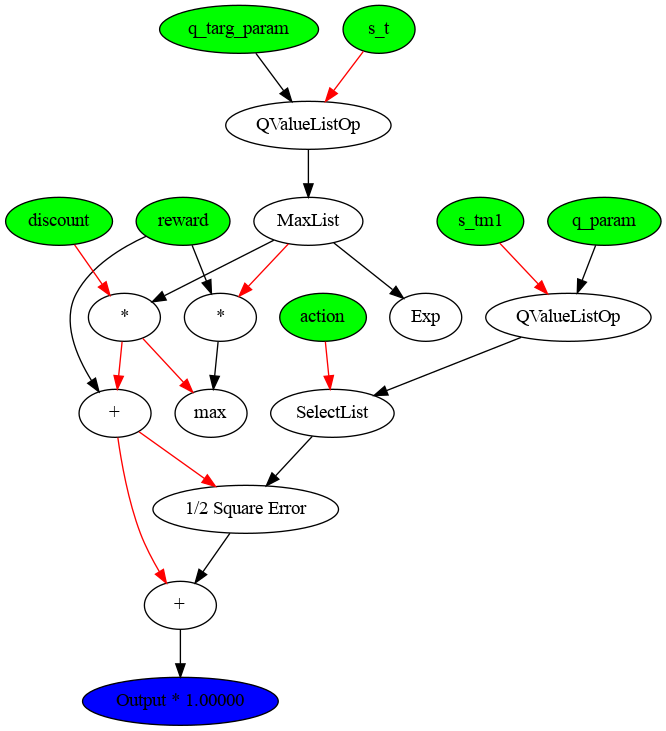 q_targ_param
s_t
QValueListOp
discount
reward
MaxList
s_tm1
q_param
*
*
action
Exp
QValueListOp
+
max
SelectList
1/2 Square Error
+
Output * 1.00000